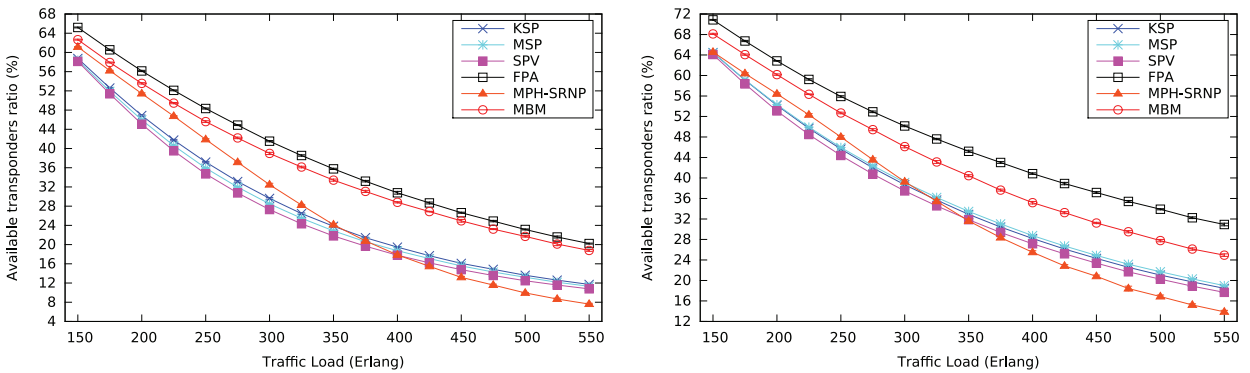 Available transponders ratio (%)
68
64
60
56
52
48
44
40
36
32
28
24
20
16
12
8
4
KSP
MSP
SPV
FPA
MPH-SRNP
MBM
150 200 250 300 350 400 450 500 550
Traffic Load (Erlang)
Available transponders ratio (%)
72
68
64
60
56
52
48
44
40
36
32
28
24
20
16
12
KSP
MSP
SPV
FPA
MPH-SRNP
MBM
150 200 250 300 350 400 450 500 550
Traffic Load (Erlang)